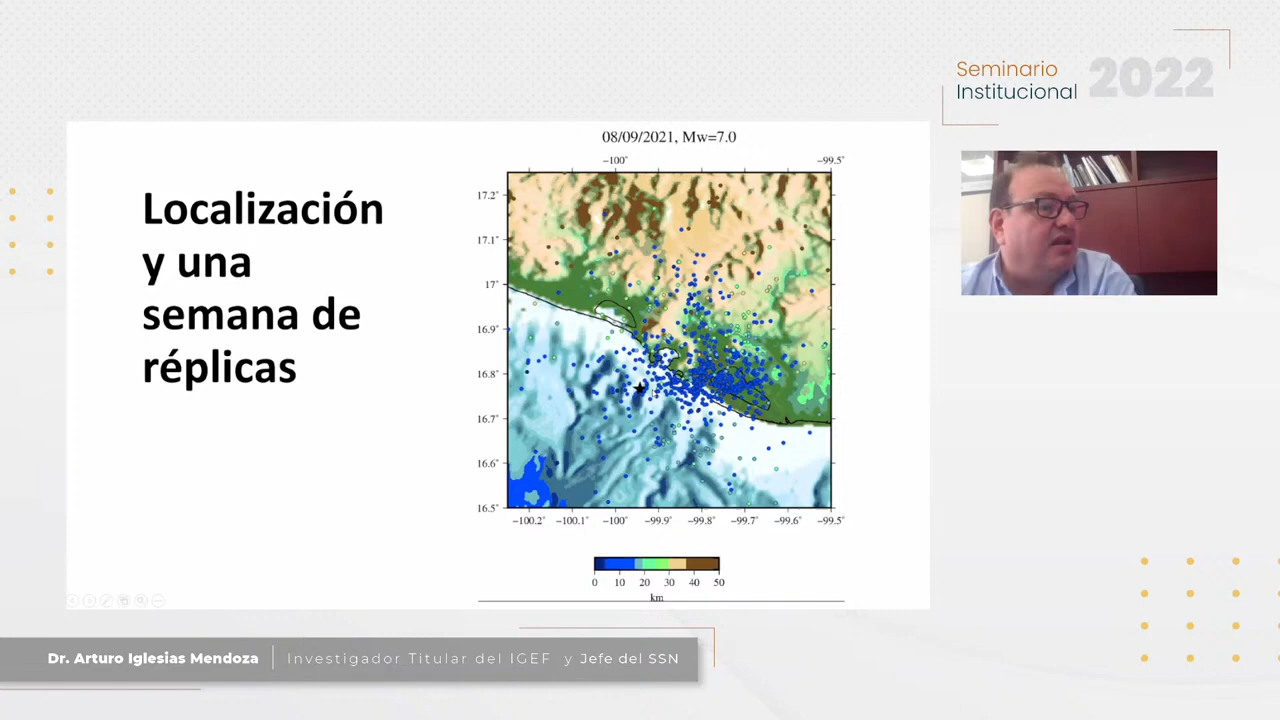 Seminario
Institucional 2022
08/09/2021, Mw=7.0
Localización
y una
semana de
réplicas
−100˚ −99.5˚
17.2˚
17.1˚
17˚
16.9˚
16.8˚
16.7˚
16.6˚
16.5˚
−100.2˚ −100.1˚ −100˚ −99.9˚ −99.8˚ −99.7˚ −99.6˚ −99.5˚
0 10 20 30 40 50
km
Dr. Arturo Iglesias Mendoza Investigador Titular del IGEF y Jefe del SSN